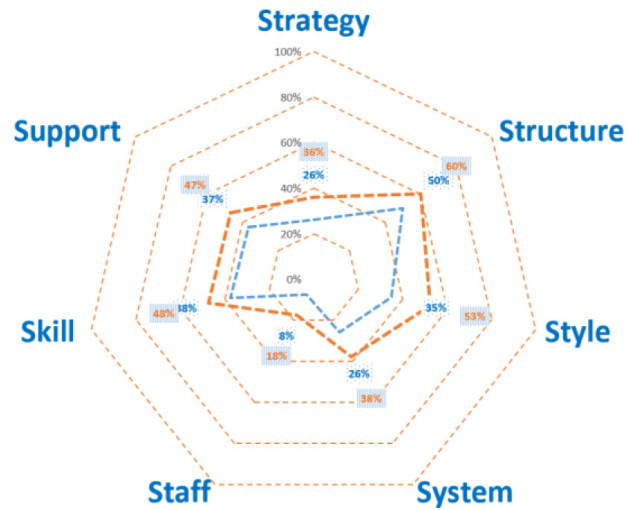 Strategy
100%
80%
60%
40%
20%
0%
36%
26%
Structure
60%
50%
Style
53%
35%
System
38%
26%
Staff
18%
8%
Skill
48%
38%
Support
47%
37%